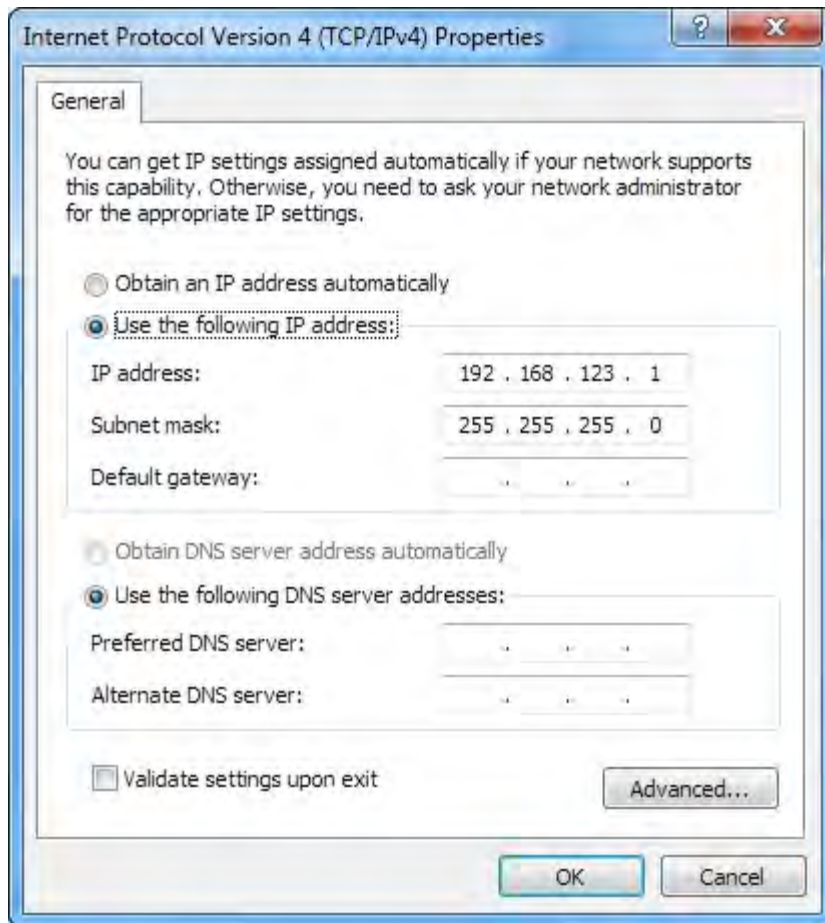 Internet Protocol Version 4 (TCP/IPv4) Properties
?
General
You can get IP settings assigned automatically if your network supports
this capability. Otherwise, you need to ask your network administrator
for the appropriate IP settings.
Obtain an IP address automatically
Use the following IP address:
IP address: 192 . 168 . 123 . 1
Subnet mask: 255 . 255 . 255 . 0
Default gateway: . . .
Obtain DNS server address automatically
Use the following DNS server addresses:
Preferred DNS server: . . .
Alternate DNS server: . . .
Validate settings upon exit
Advanced...
OK Cancel